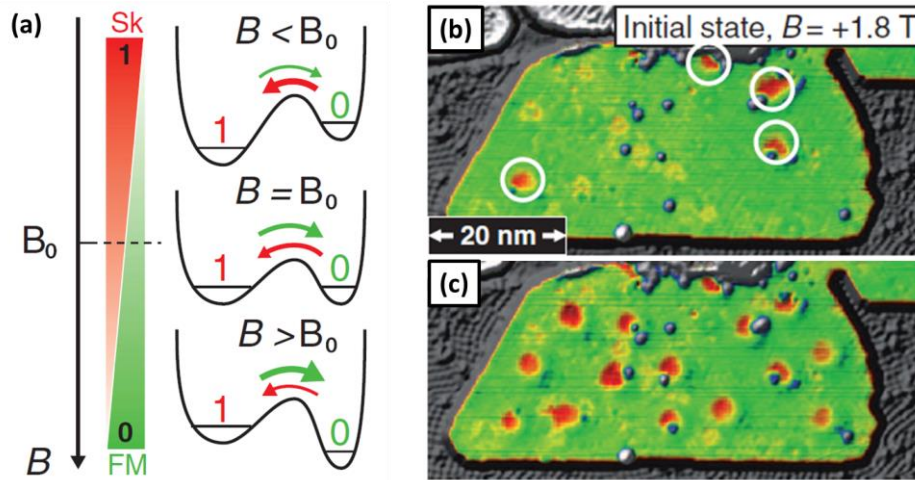 (a)
Sk
1
B₀
0
FM
B
B < B₀
1
0
B = B₀
1
0
B > B₀
1
0
(b)
Initial state, B = +1.8 T
20 nm
(c)